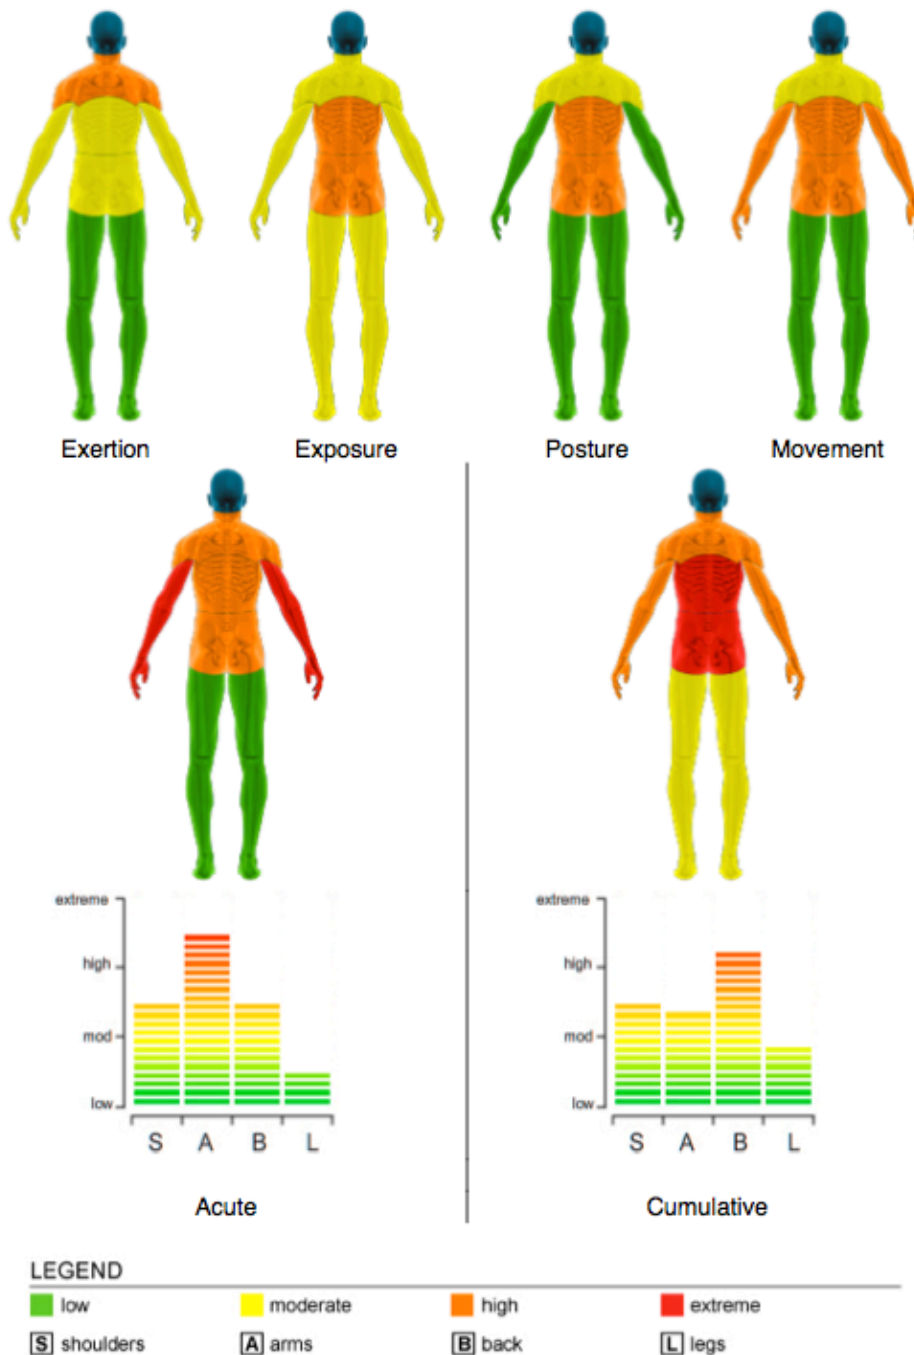 Exertion Exposure Posture Movement
extreme extreme
high high
mod mod
low low
S A B L S A B L
Acute Cumulative
LEGEND
low moderate high extreme
S shoulders A arms B back L legs